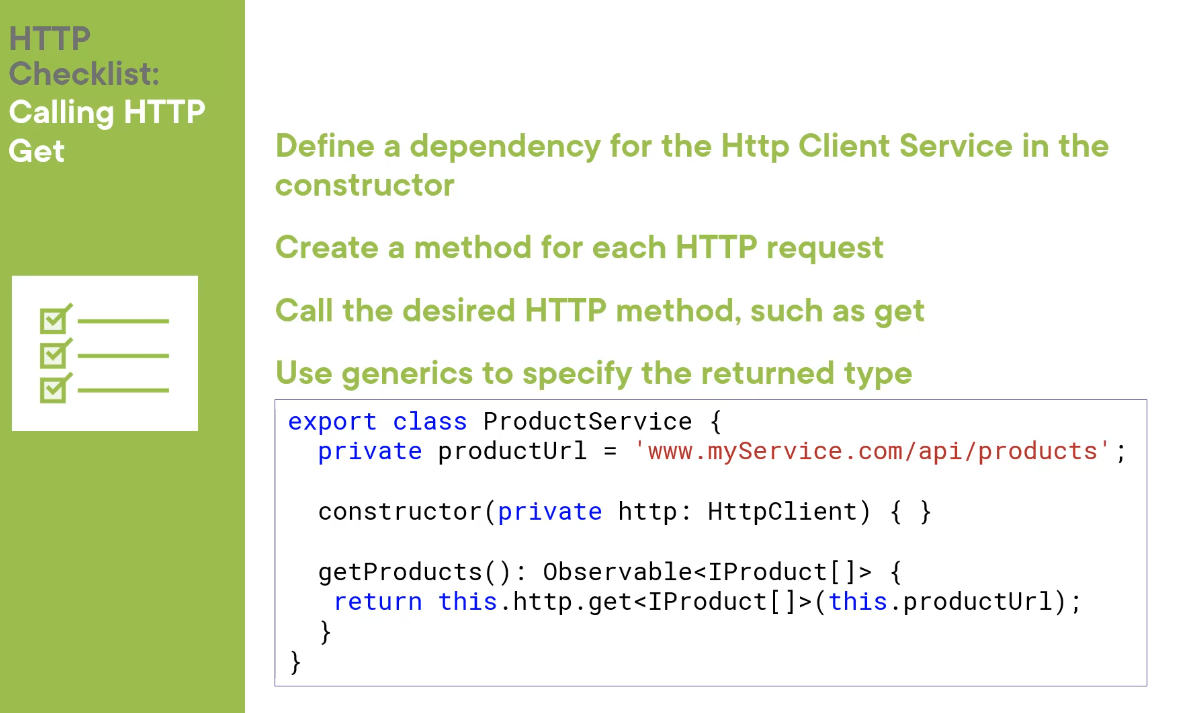 HTTP
Checklist:
Calling HTTP
Get
Define a dependency for the Http Client Service in the
constructor
Create a method for each HTTP request
Call the desired HTTP method, such as get
Use generics to specify the returned type
export class ProductService {
  private productUrl = 'www.myService.com/api/products';
  constructor(private http: HttpClient) { }
  getProducts(): Observable<IProduct[]> {
   return this.http.get<IProduct[]>(this.productUrl);
  }
}